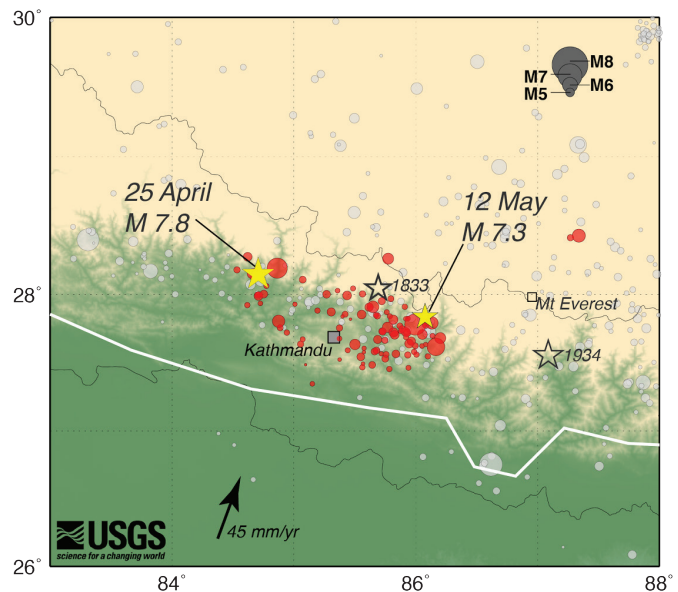 30°
M8
M7
M6
M5
25 April
M 7.8
12 May
M 7.3
1833
28°
Mt Everest
Kathmandu
1934
45 mm/yr
USGS
science for a changing world
26°
84°
86°
88°